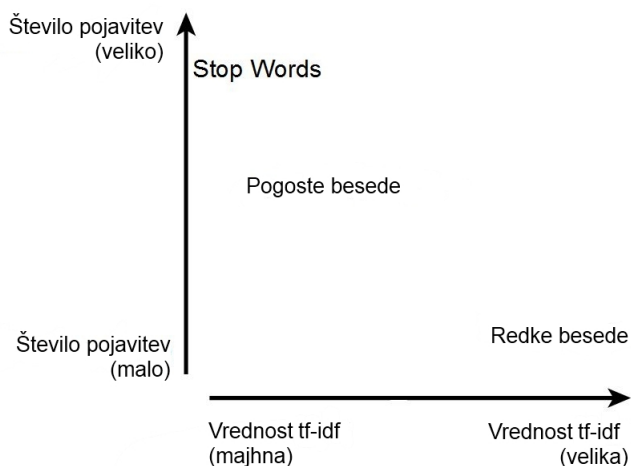 Število pojavitev
(veliko)
Stop Words
Pogoste besede
Redke besede
Število pojavitev
(malo)
Vrednost tf-idf
(majhna)
Vrednost tf-idf
(velika)